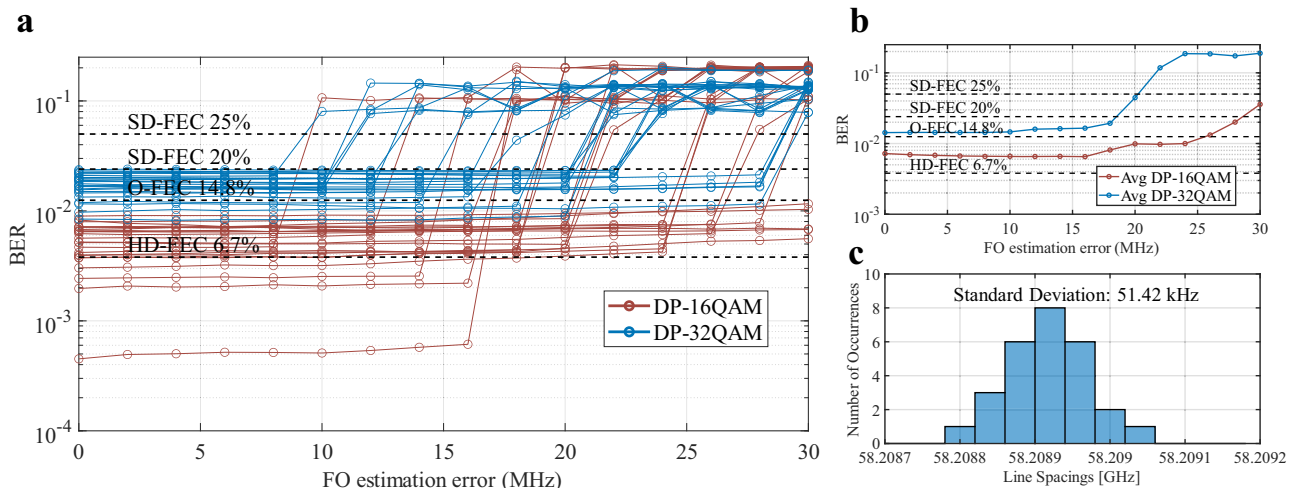 a
10^-1
10^-2
10^-3
10^-4
BER
SD-FEC 25%
SD-FEC 20%
O-FEC 14.8%
HD-FEC 6.7%
DP-16QAM
DP-32QAM
0 5 10 15 20 25 30
FO estimation error (MHz)
b
10^-1
10^-2
10^-3
BER
SD-FEC 25%
SD-FEC 20%
O-FEC 14.8%
HD-FEC 6.7%
Avg DP-16QAM
Avg DP-32QAM
0 5 10 15 20 25 30
FO estimation error (MHz)
c
10
8
6
4
2
0
Number of Occurrences
Standard Deviation: 51.42 kHz
58.2087 58.2088 58.2089 58.209 58.2091 58.2092
Line Spacings [GHz]